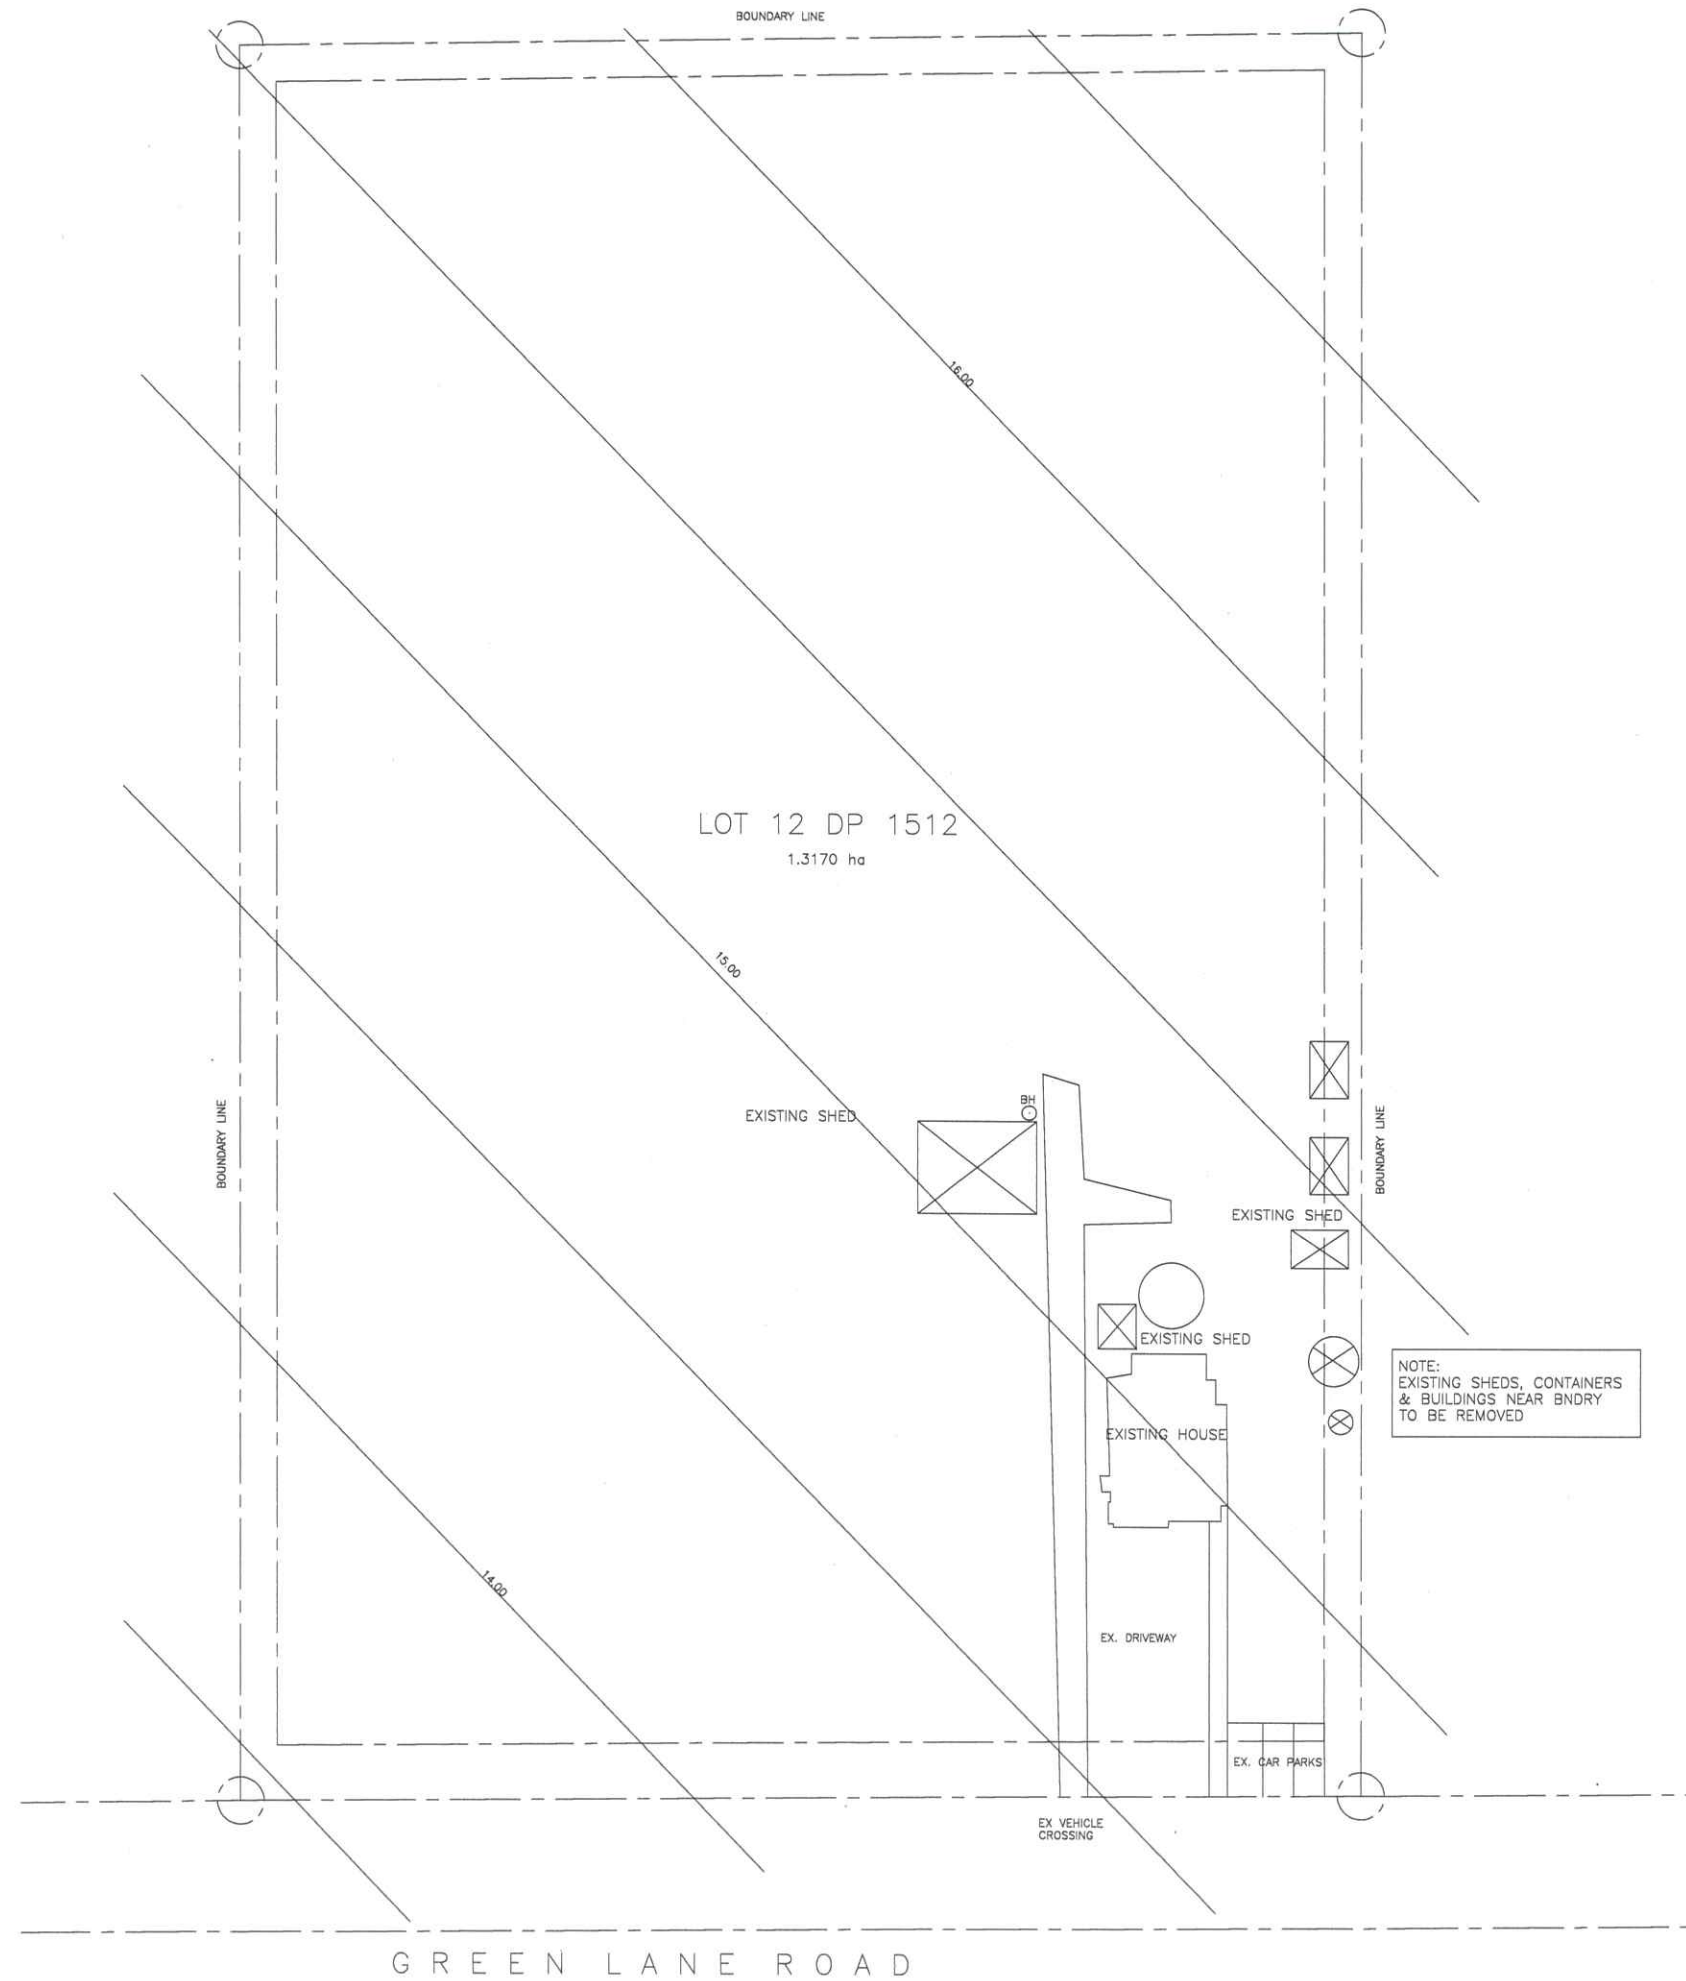 BOUNDARY LINE
16.00
LOT 12 DP 1512
1.3170 ha
15.00
BH
EXISTING SHED
BOUNDARY LINE
BOUNDARY LINE
EXISTING SHED
EXISTING SHED
NOTE:
EXISTING SHEDS, CONTAINERS
& BUILDINGS NEAR BNDRY
TO BE REMOVED
EXISTING HOUSE
14.00
EX. DRIVEWAY
EX. CAR PARKS
EX VEHICLE
CROSSING
GREEN LANE ROAD